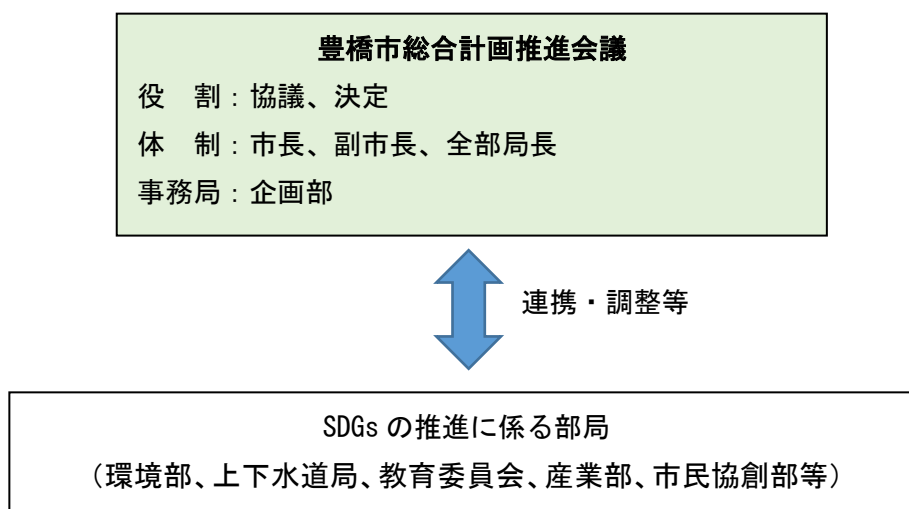 豊橋市総合計画推進会議
役　割：協議、決定
体　制：市長、副市長、全部局長
事務局：企画部
連携・調整等
SDGs の推進に係る部局
（環境部、上下水道局、教育委員会、産業部、市民協創部等）